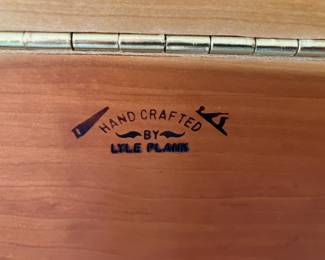 HAND CRAFTED
BY
LYLE PLANK